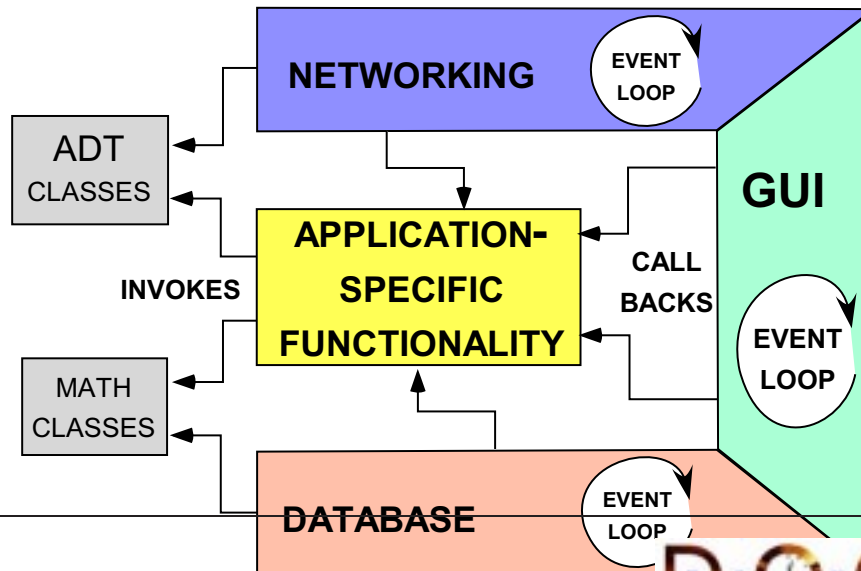 NETWORKING
EVENT
LOOP
ADT
CLASSES
GUI
APPLICATION-
SPECIFIC
FUNCTIONALITY
INVOKES
CALL
BACKS
EVENT
LOOP
MATH
CLASSES
DATABASE
EVENT
LOOP